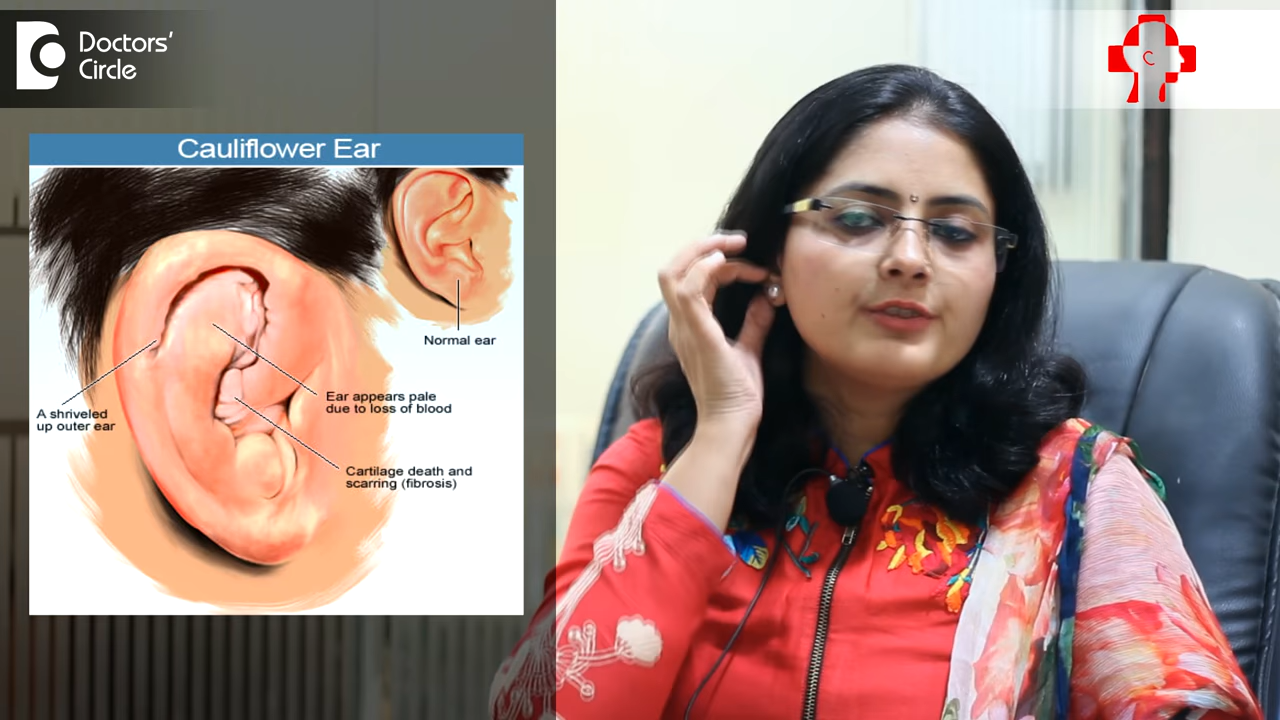 Doctors'
Circle
Cauliflower Ear
Normal ear
Ear appears pale
due to loss of blood
A shriveled
up outer ear
Cartilage death and
scarring (fibrosis)